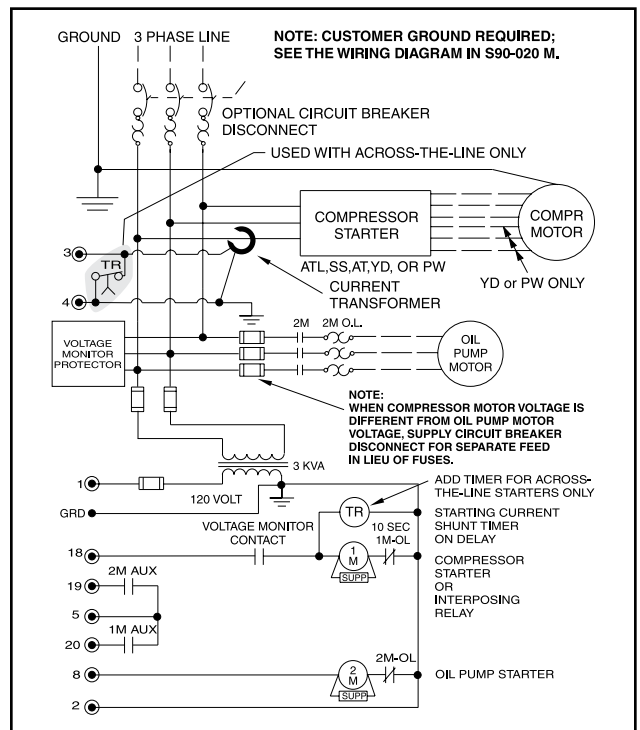 GROUND 3 PHASE LINE
NOTE: CUSTOMER GROUND REQUIRED;
SEE THE WIRING DIAGRAM IN S90-020 M.
OPTIONAL CIRCUIT BREAKER
DISCONNECT
USED WITH ACROSS-THE-LINE ONLY
COMPRESSOR
STARTER
COMPR
MOTOR
3
TR
4
ATL,SS,AT,YD, OR PW
CURRENT
TRANSFORMER
YD or PW ONLY
2M 2M O.L.
VOLTAGE
MONITOR
PROTECTOR
OIL
PUMP
MOTOR
NOTE:
WHEN COMPRESSOR MOTOR VOLTAGE IS
DIFFERENT FROM OIL PUMP MOTOR
VOLTAGE, SUPPLY CIRCUIT BREAKER
DISCONNECT FOR SEPARATE FEED
IN LIEU OF FUSES.
3 KVA
1
120 VOLT
GRD
ADD TIMER FOR ACROSS-
THE-LINE STARTERS ONLY
TR
STARTING CURRENT
SHUNT TIMER
ON DELAY
VOLTAGE MONITOR
CONTACT
10 SEC
1M-OL
18
1
M
SUPP
COMPRESSOR
STARTER
OR
INTERPOSING
RELAY
19
2M AUX
5
20
1M AUX
8
2
M
SUPP
2M-OL
OIL PUMP STARTER
2